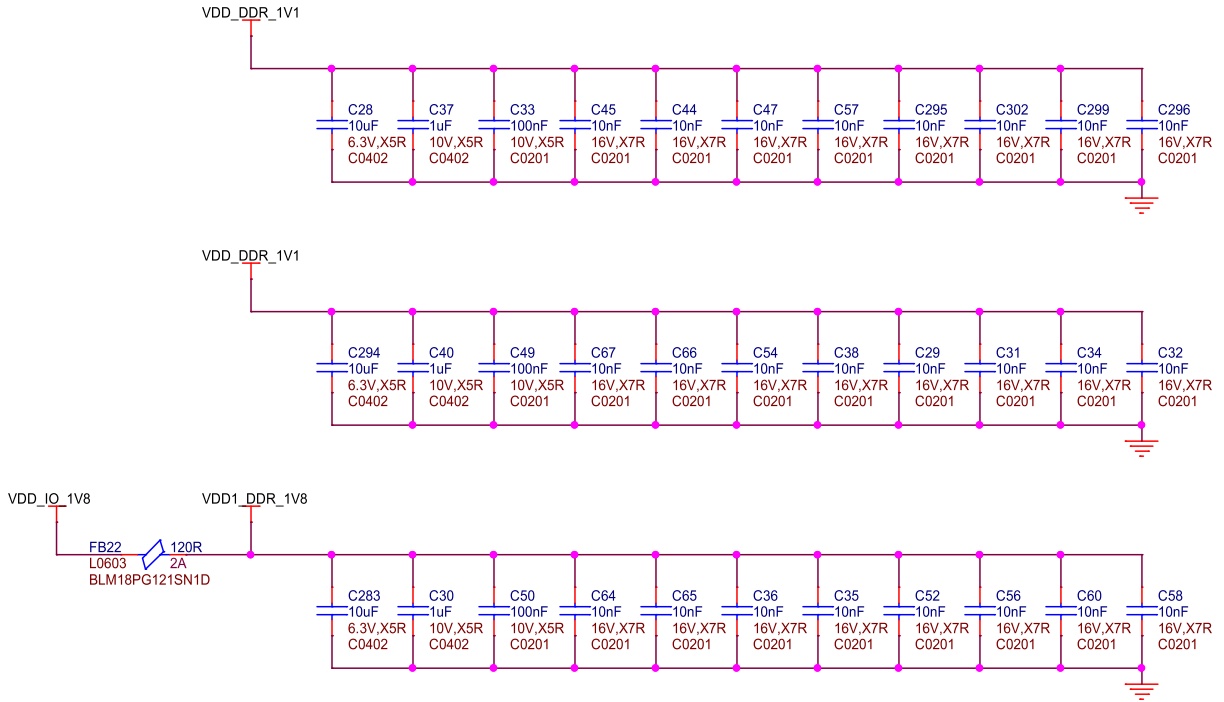 VDD_DDR_1V1
C28 C37 C33 C45 C44 C47 C57 C295 C302 C299 C296
10uF 1uF 100nF 10nF 10nF 10nF 10nF 10nF 10nF 10nF 10nF
6.3V,X5R 10V,X5R 10V,X5R 16V,X7R 16V,X7R 16V,X7R 16V,X7R 16V,X7R 16V,X7R 16V,X7R 16V,X7R
C0402 C0402 C0201 C0201 C0201 C0201 C0201 C0201 C0201 C0201 C0201
VDD_DDR_1V1
C294 C40 C49 C67 C66 C54 C38 C29 C31 C34 C32
10uF 1uF 100nF 10nF 10nF 10nF 10nF 10nF 10nF 10nF 10nF
6.3V,X5R 10V,X5R 10V,X5R 16V,X7R 16V,X7R 16V,X7R 16V,X7R 16V,X7R 16V,X7R 16V,X7R 16V,X7R
C0402 C0402 C0201 C0201 C0201 C0201 C0201 C0201 C0201 C0201 C0201
VDD_IO_1V8 VDD1_DDR_1V8
FB22 120R
L0603 2A
BLM18PG121SN1D
C283 C30 C50 C64 C65 C36 C35 C52 C56 C60 C58
10uF 1uF 100nF 10nF 10nF 10nF 10nF 10nF 10nF 10nF 10nF
6.3V,X5R 10V,X5R 10V,X5R 16V,X7R 16V,X7R 16V,X7R 16V,X7R 16V,X7R 16V,X7R 16V,X7R 16V,X7R
C0402 C0402 C0201 C0201 C0201 C0201 C0201 C0201 C0201 C0201 C0201